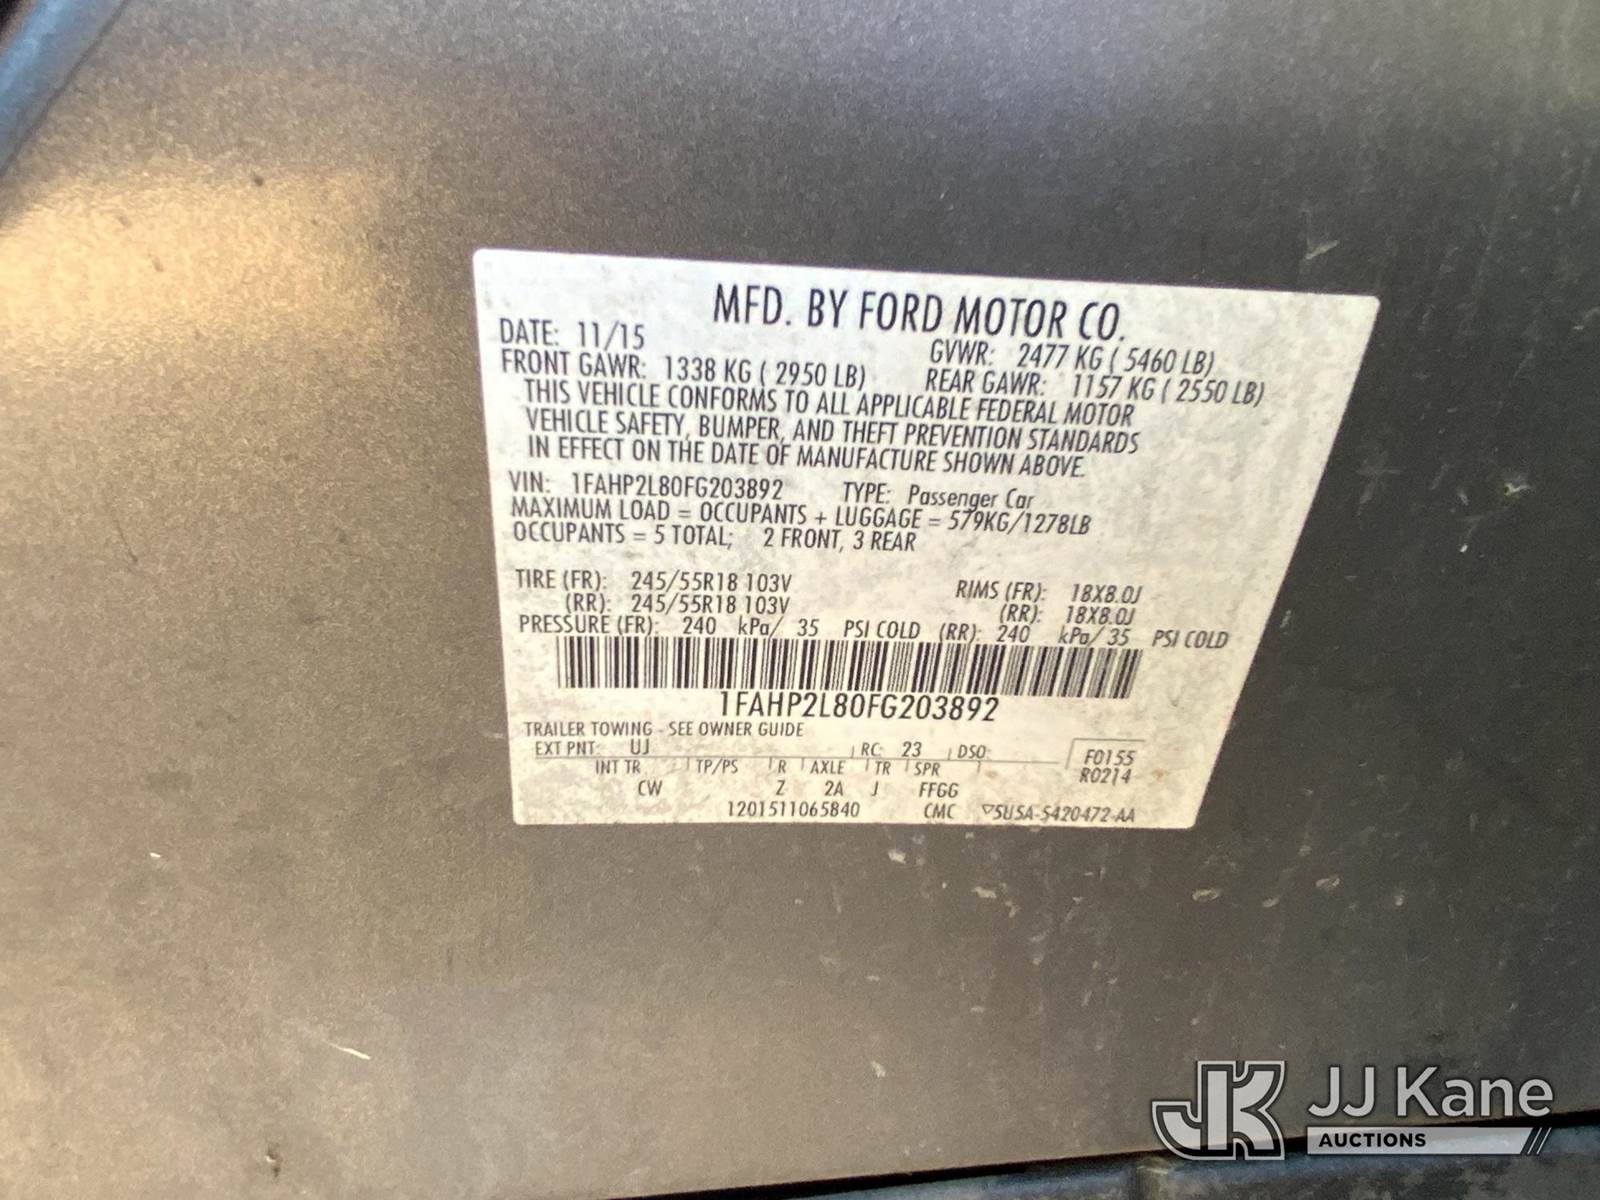 MFD. BY FORD MOTOR CO.
DATE: 11/15 GVWR: 2477 KG ( 5460 LB)
FRONT GAWR: 1338 KG ( 2950 LB) REAR GAWR: 1157 KG ( 2550 LB)
THIS VEHICLE CONFORMS TO ALL APPLICABLE FEDERAL MOTOR
VEHICLE SAFETY, BUMPER, AND THEFT PREVENTION STANDARDS
IN EFFECT ON THE DATE OF MANUFACTURE SHOWN ABOVE.
VIN: 1FAHP2L80FG203892 TYPE: Passenger Car
MAXIMUM LOAD = OCCUPANTS + LUGGAGE = 579KG/1278LB
OCCUPANTS = 5 TOTAL; 2 FRONT, 3 REAR
TIRE (FR): 245/55R18 103V RIMS (FR): 18X8.0J
(RR): 245/55R18 103V (RR): 18X8.0J
PRESSURE (FR): 240 kPa/ 35 PSI COLD (RR): 240 kPa/ 35 PSI COLD
1FAHP2L80FG203892
TRAILER TOWING - SEE OWNER GUIDE
EXT PNT: UJ RC: 23 DSO: F0155
INT TR TP/PS R AXLE TR SPR R0214
CW Z 2A J FFGG
1201511065840 CMC ▽5U5A-5420472-AA
JK JJ Kane
AUCTIONS